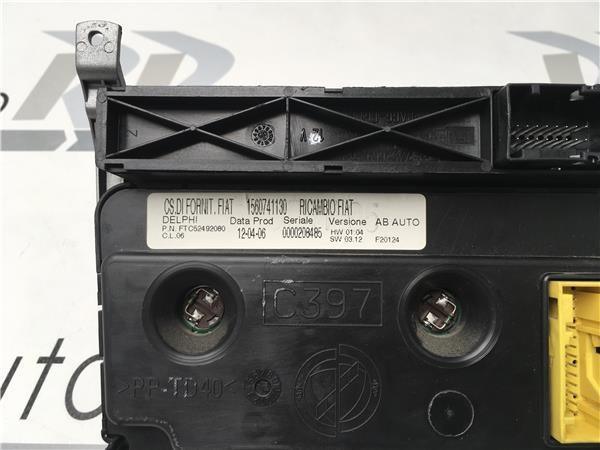 CS.DI FORNIT. FIAT 1560741130 RICAMBIO FIAT
DELPHI Data Prod Seriale Versione AB AUTO
P.N. FTC52492080 12-04-06 0000208485 HW 01:04
C.L.06 SW 03.12 F20124
C397
>PP-TD40<
auto